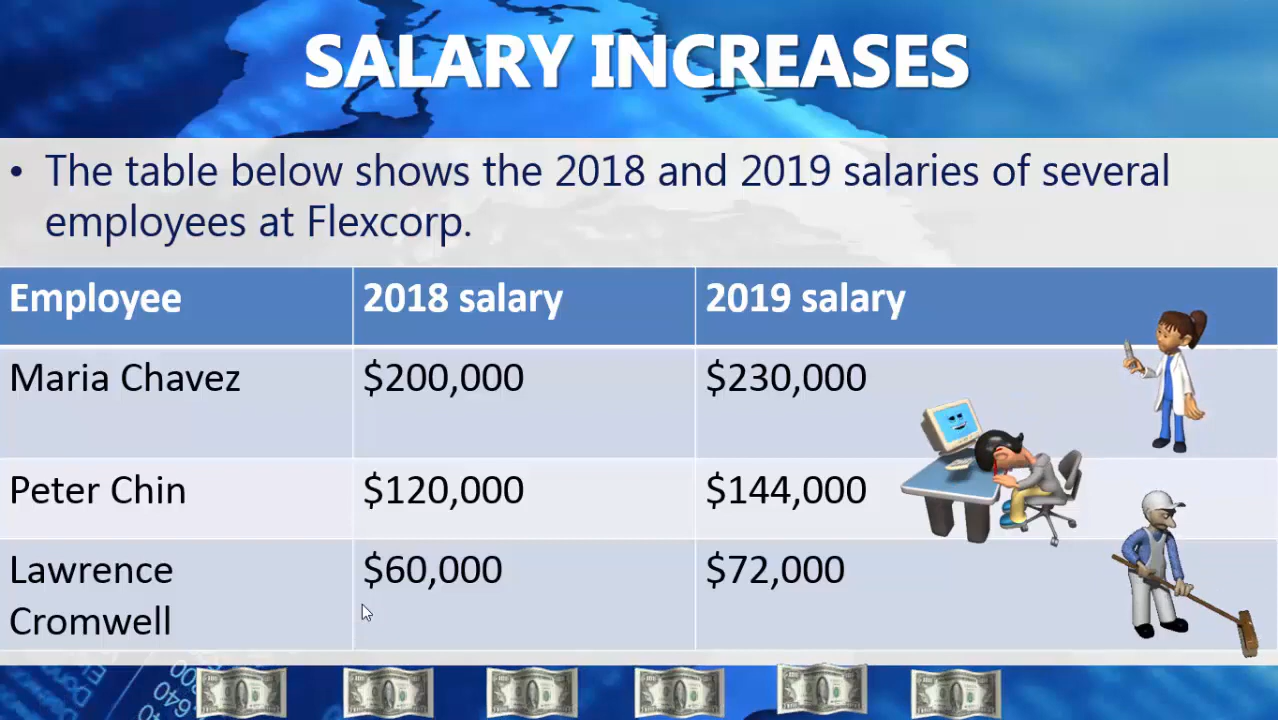 SALARY INCREASES
• The table below shows the 2018 and 2019 salaries of several
employees at Flexcorp.
Employee 2018 salary 2019 salary
Maria Chavez $200,000 $230,000
Peter Chin $120,000 $144,000
Lawrence $60,000 $72,000
Cromwell